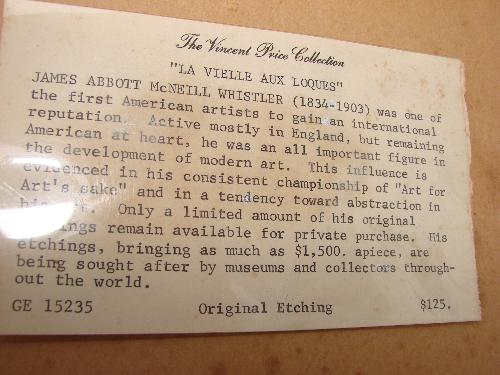 The Vincent Price Collection
"LA VIELLE AUX LOQUES"
JAMES ABBOTT McNEILL WHISTLER (1834-1903) was one of
the first American artists to gain an international
reputation. Active mostly in England, but remaining
American at heart, he was an all important figure in
the development of modern art. This influence is
evidenced in his consistent championship of "Art for
Art's sake" and in a tendency toward abstraction in
Only a limited amount of his original
remain available for private purchase. His
etchings, bringing as much as $1,500. apiece, are
being sought after by museums and collectors through-
out the world.
GE 15235 Original Etching $125.